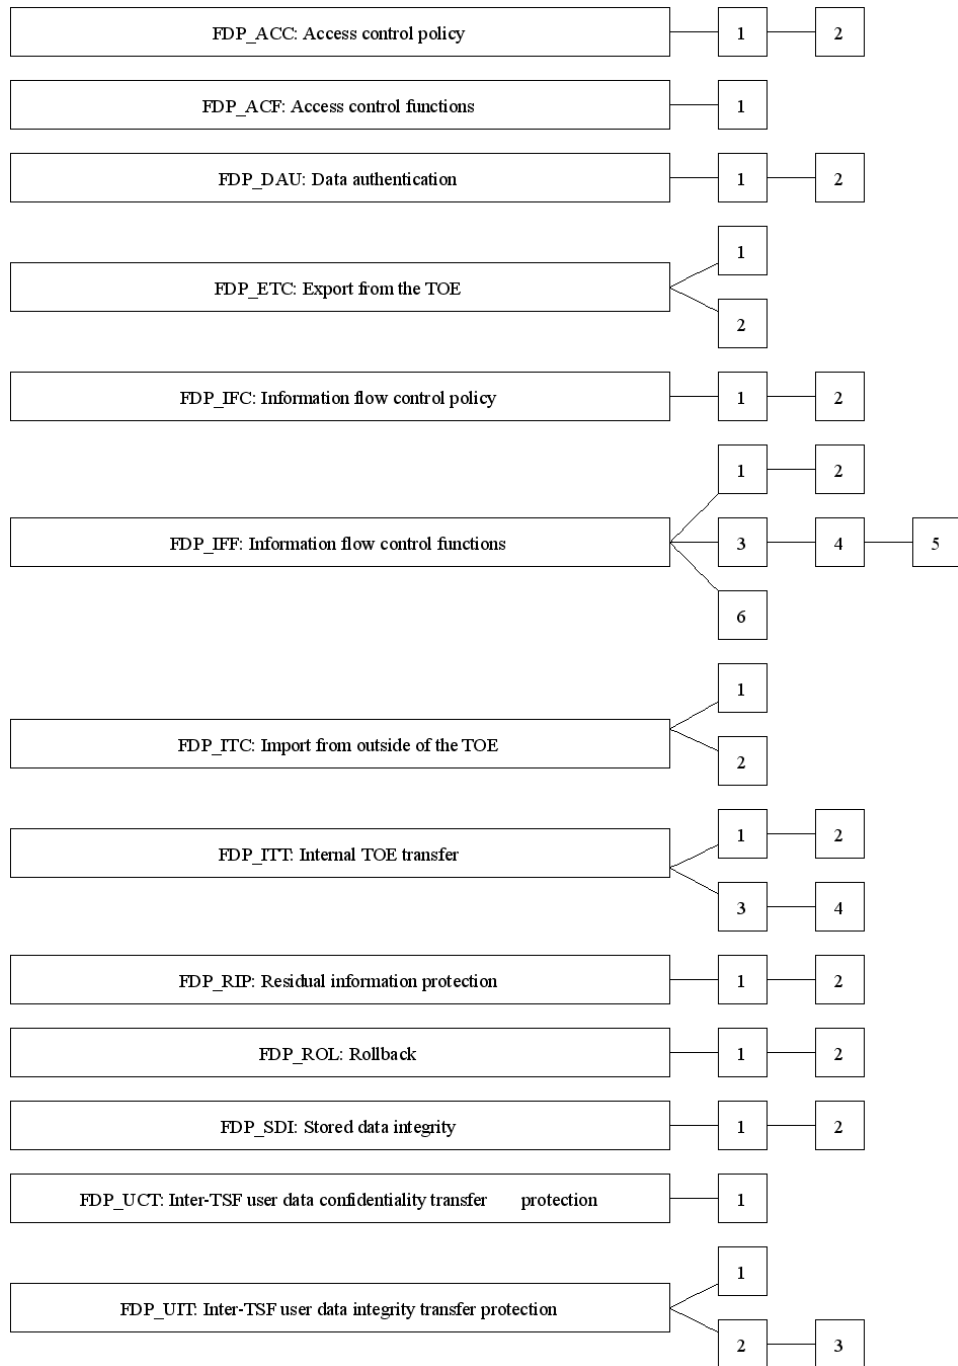 FDP_ACC: Access control policy 1 2
FDP_ACF: Access control functions 1
FDP_DAU: Data authentication 1 2
1
FDP_ETC: Export from the TOE
2
FDP_IFC: Information flow control policy 1 2
1 2
FDP_IFF: Information flow control functions 3 4 5
6
1
FDP_ITC: Import from outside of the TOE
2
1 2
FDP_ITT: Internal TOE transfer
3 4
FDP_RIP: Residual information protection 1 2
FDP_ROL: Rollback 1 2
FDP_SDI: Stored data integrity 1 2
FDP_UCT: Inter-TSF user data confidentiality transfer protection 1
1
FDP_UIT: Inter-TSF user data integrity transfer protection
2 3